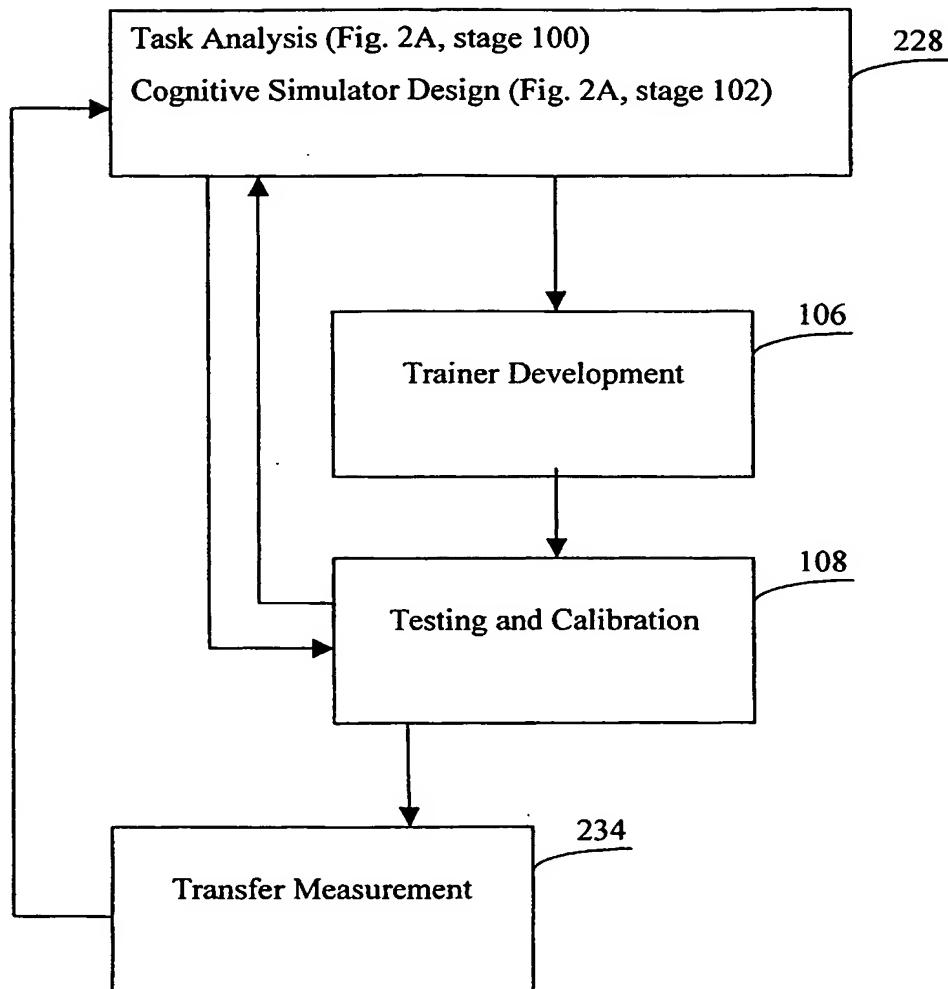 Task Analysis (Fig. 2A, stage 100)
Cognitive Simulator Design (Fig. 2A, stage 102)
228
106
Trainer Development
108
Testing and Calibration
234
Transfer Measurement